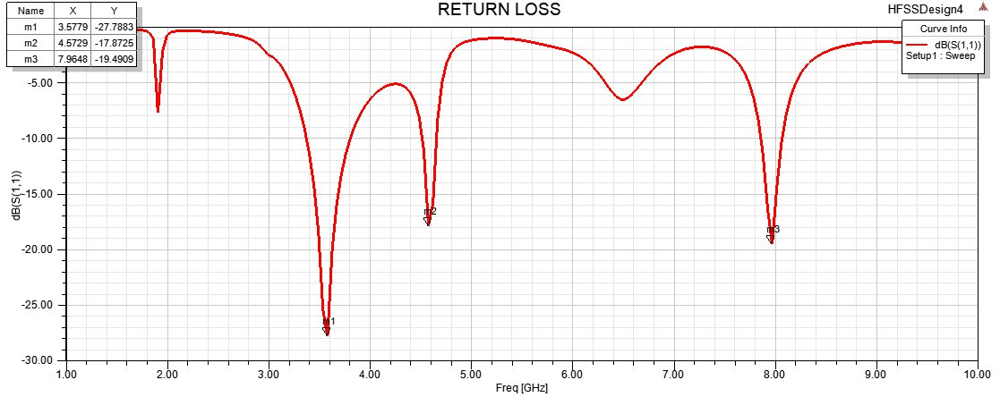 RETURN LOSS
HFSSDesign4
Name X Y
m1 3.5779 -27.7883
m2 4.5729 -17.8725
m3 7.9648 -19.4909
Curve Info
dB(S(1,1))
Setup1 : Sweep
-5.00
-10.00
-15.00
-20.00
-25.00
-30.00
dB(S(1,1))
m1
m2
m3
1.00 2.00 3.00 4.00 5.00 6.00 7.00 8.00 9.00 10.00
Freq [GHz]